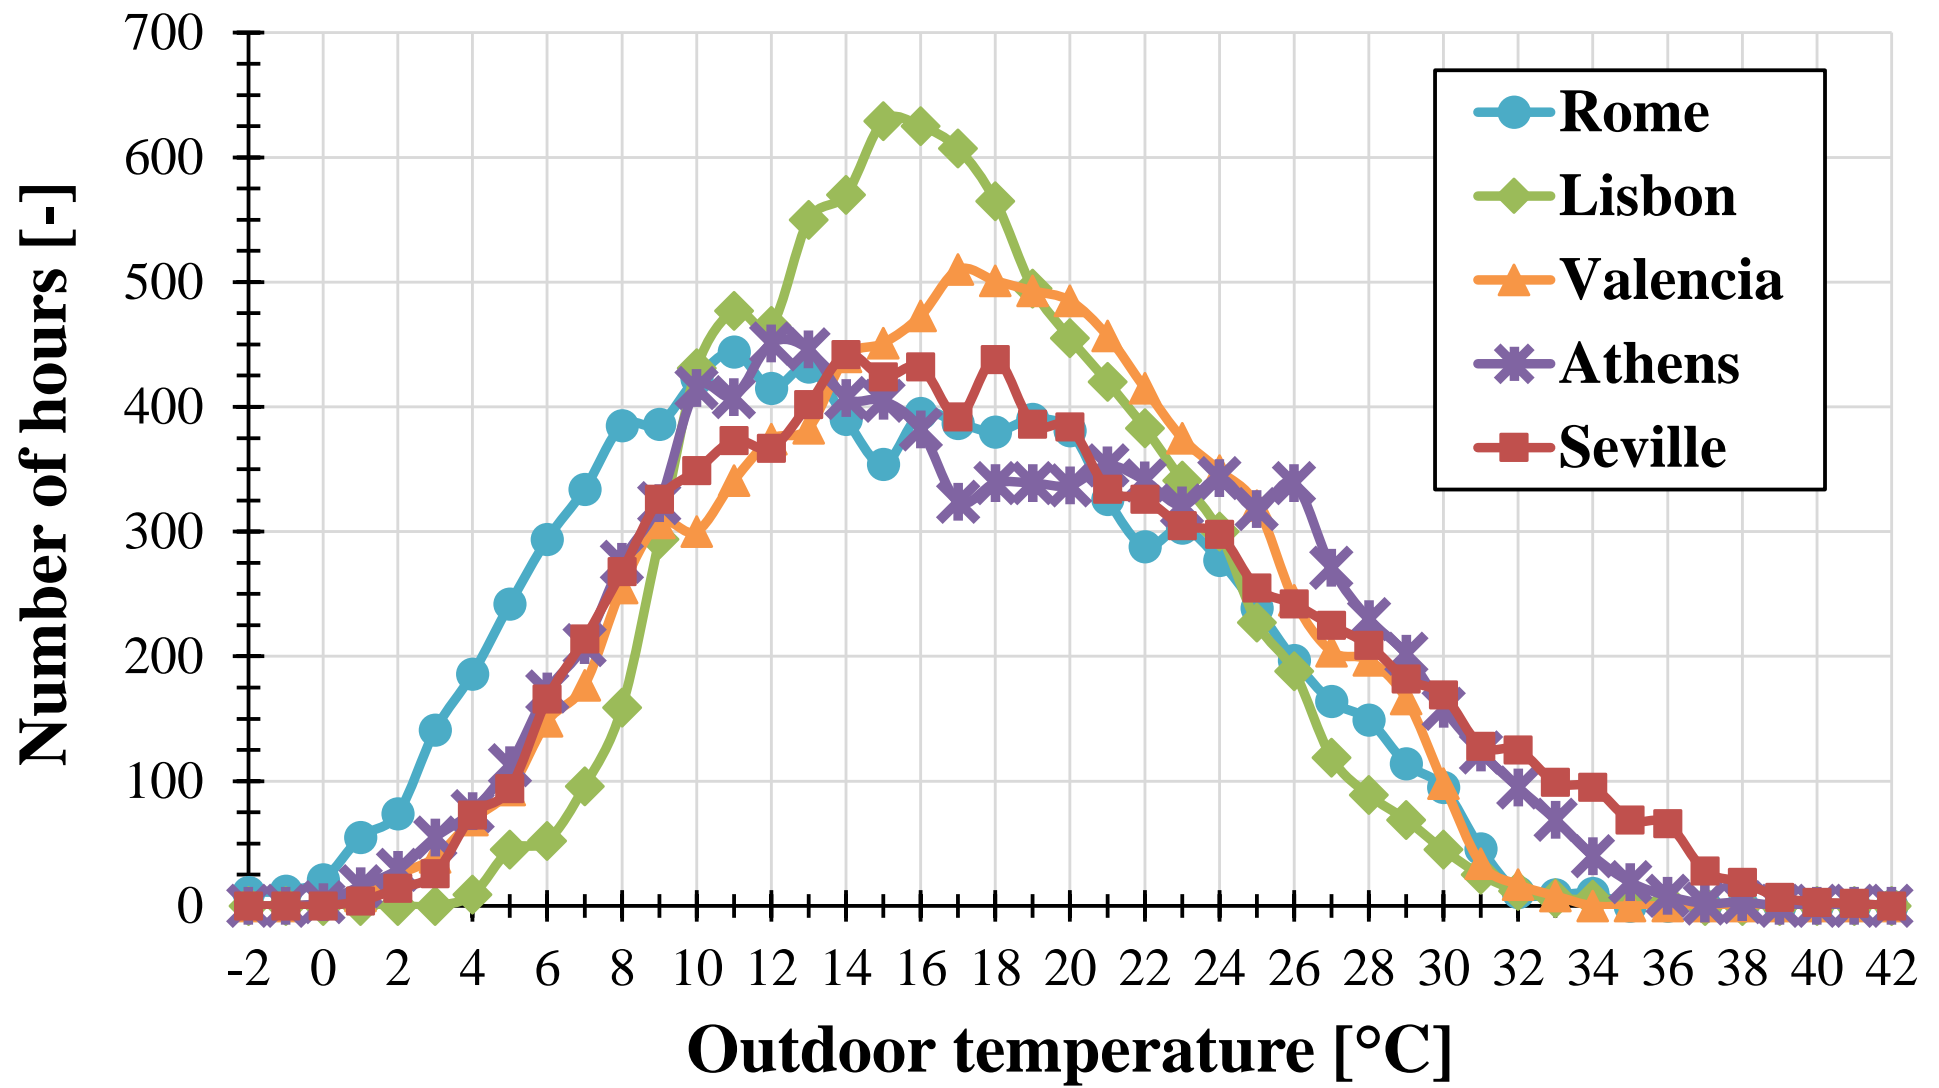 700
600
500
400
300
200
100
0
Number of hours [-]
Rome
Lisbon
Valencia
Athens
Seville
-2 0 2 4 6 8 10 12 14 16 18 20 22 24 26 28 30 32 34 36 38 40 42
Outdoor temperature [°C]